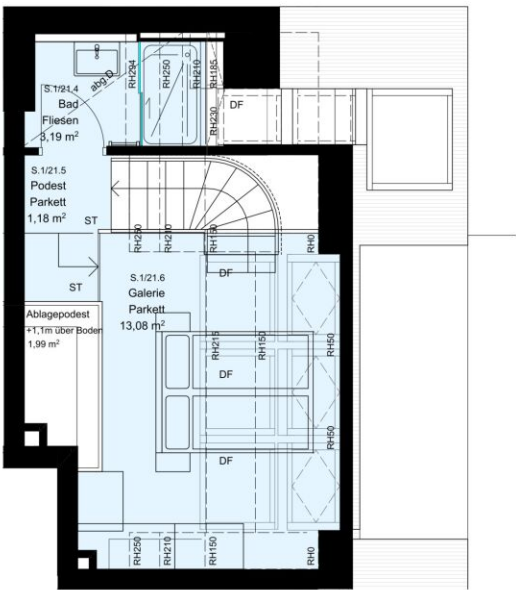 S.1/21.4
Bad
Fliesen
3,19 m²
abg.D.
RH294
RH250
RH210
RH185
RH230
DF
S.1/21.5
Podest
Parkett
1,18 m²
ST
ST
RH250
RH210
RH150
RH0
DF
S.1/21.6
Galerie
Parkett
13,08 m²
Ablagepodest
+1,1m über Boden
1,99 m²
RH215
RH150
RH50
DF
RH50
DF
RH250
RH210
RH150
RH0